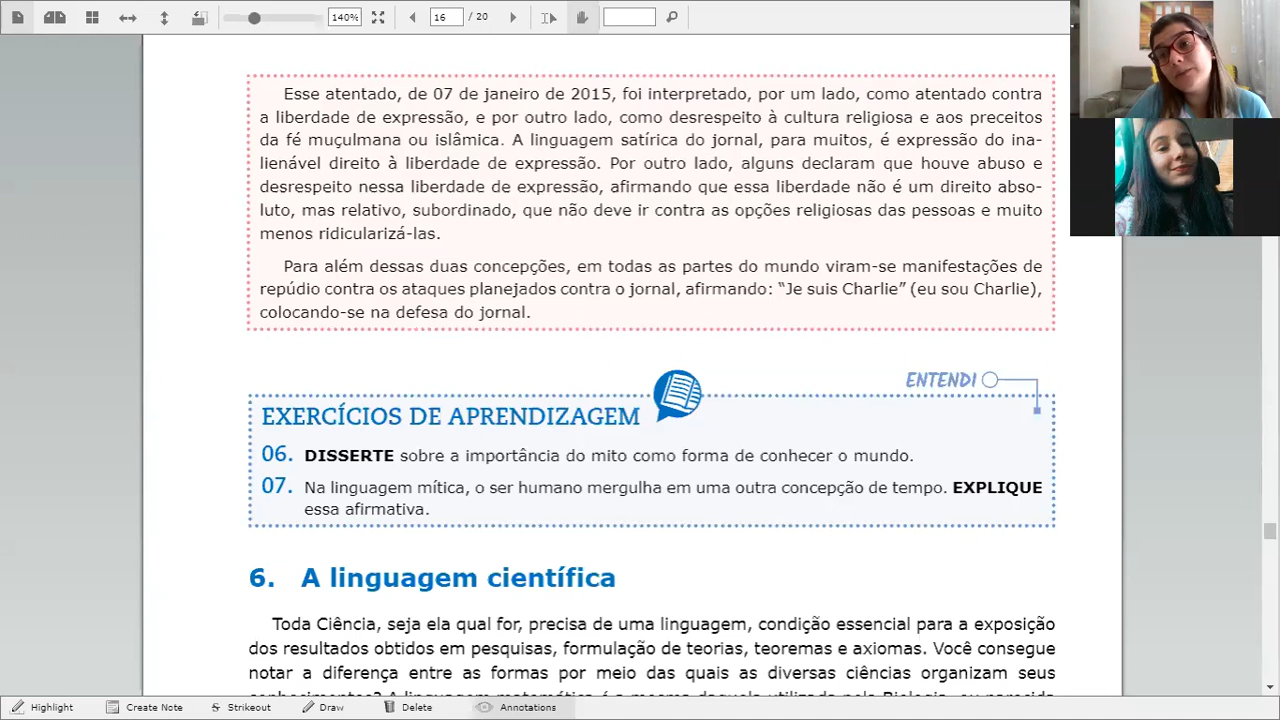 140%
16
/ 20
Esse atentado, de 07 de janeiro de 2015, foi interpretado, por um lado, como atentado contra
a liberdade de expressão, e por outro lado, como desrespeito à cultura religiosa e aos preceitos
da fé muçulmana ou islâmica. A linguagem satírica do jornal, para muitos, é expressão do ina-
lienável direito à liberdade de expressão. Por outro lado, alguns declaram que houve abuso e
desrespeito nessa liberdade de expressão, afirmando que essa liberdade não é um direito abso-
luto, mas relativo, subordinado, que não deve ir contra as opções religiosas das pessoas e muito
menos ridicularizá-las.
Para além dessas duas concepções, em todas as partes do mundo viram-se manifestações de
repúdio contra os ataques planejados contra o jornal, afirmando: “Je suis Charlie” (eu sou Charlie),
colocando-se na defesa do jornal.
ENTENDI
EXERCÍCIOS DE APRENDIZAGEM
06. DISSERTE sobre a importância do mito como forma de conhecer o mundo.
07. Na linguagem mítica, o ser humano mergulha em uma outra concepção de tempo. EXPLIQUE
essa afirmativa.
6. A linguagem científica
Toda Ciência, seja ela qual for, precisa de uma linguagem, condição essencial para a exposição
dos resultados obtidos em pesquisas, formulação de teorias, teoremas e axiomas. Você consegue
notar a diferença entre as formas por meio das quais as diversas ciências organizam seus
conhecimentos? A linguagem matemática é a mesma daquela utilizada pela Biologia, ou parecida
Highlight
Create Note
Strikeout
Draw
Delete
Annotations